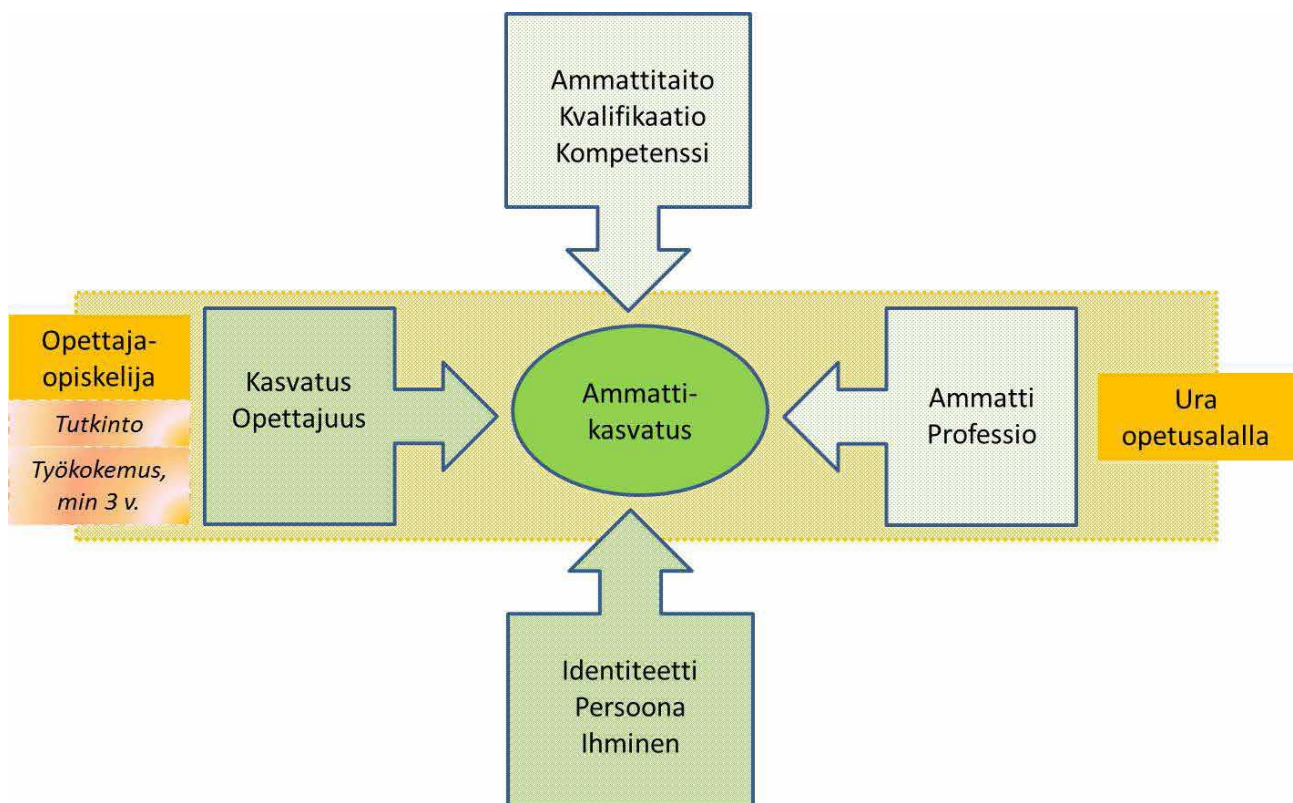 Ammattitaito
Kvalifikaatio
Kompetenssi
Opettaja-
opiskelija
Tutkinto
Työkokemus,
min 3 v.
Kasvatus
Opettajuus
Ammatti-
kasvatus
Ammatti
Professio
Ura
opetusalalla
Identiteetti
Persoona
Ihminen